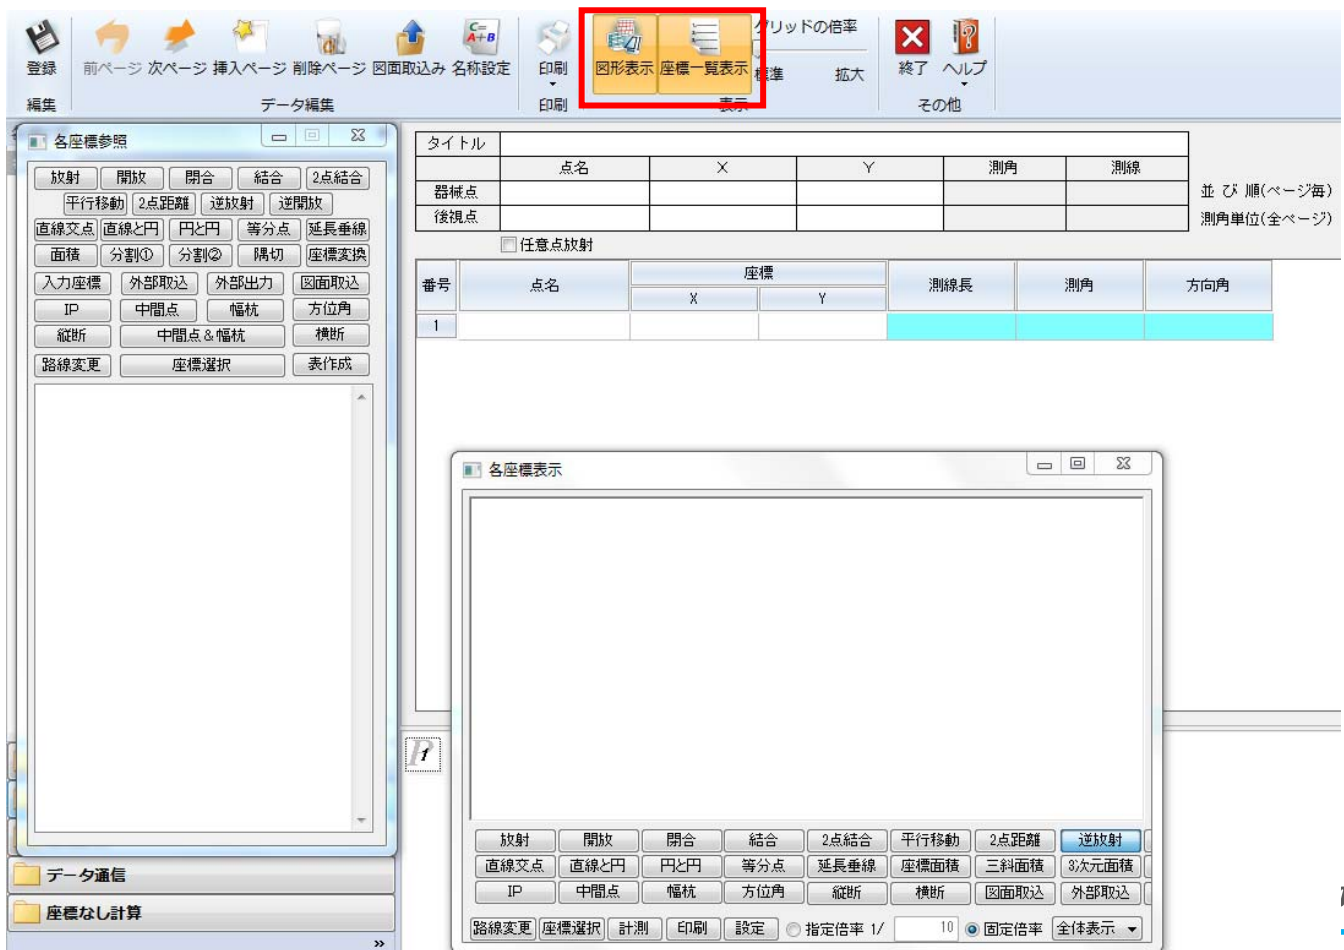 グリッドの倍率
登録 前ページ 次ページ 挿入ページ 削除ページ 図面取込み 名称設定 印刷 図形表示 座標一覧表示 標準 拡大 終了 ヘルプ
編集 データ編集 印刷 表示 その他
各座標参照
放射 開放 閉合 結合 2点結合
平行移動 2点距離 逆放射 逆開放
直線交点 直線と円 円と円 等分点 延長垂線
面積 分割① 分割② 隅切 座標変換
入力座標 外部取込 外部出力 図面取込
IP 中間点 幅杭 方位角
縦断 中間点&幅杭 横断
路線変更 座標選択 表作成
タイトル
点名 X Y 測角 測線
器械点
後視点
並び順(ページ毎)
測角単位(全ページ)
任意点放射
番号 点名 座標 測線長 測角 方向角
X Y
1
各座標表示
P1
放射 開放 閉合 結合 2点結合 平行移動 2点距離 逆放射
直線交点 直線と円 円と円 等分点 延長垂線 座標面積 三斜面積 3次元面積
IP 中間点 幅杭 方位角 縦断 横断 図面取込 外部取込
路線変更 座標選択 計測 印刷 設定 指定倍率 1/ 10 固定倍率 全体表示
データ通信
座標なし計算
»